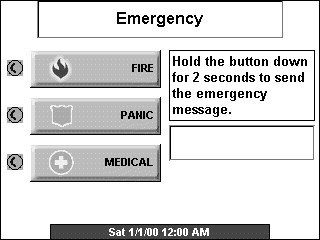 Emergency
FIRE
Hold the button down
for 2 seconds to send
the emergency
message.
PANIC
MEDICAL
Sat 1/1/00 12:00 AM